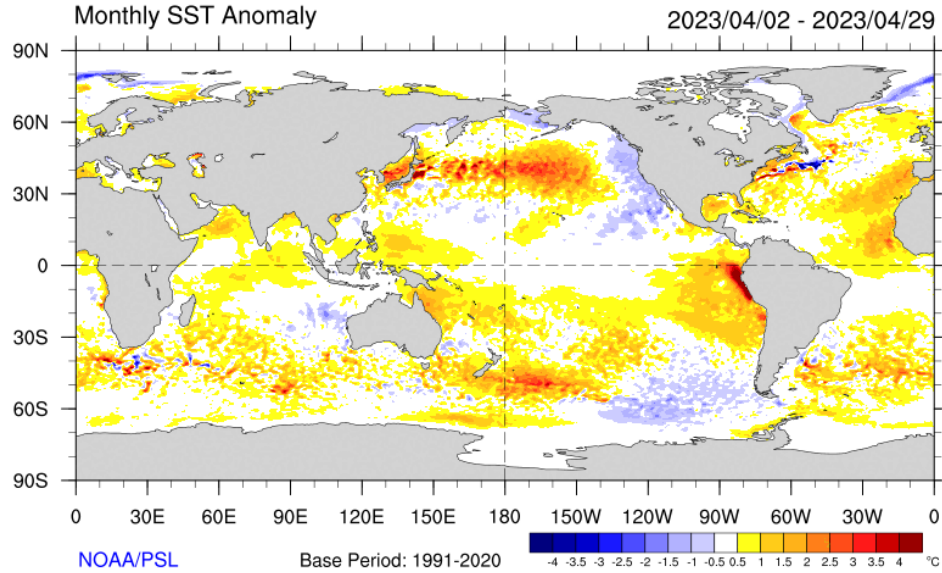 Monthly SST Anomaly 2023/04/02 - 2023/04/29
90N
60N
30N
0
30S
60S
90S
0 30E 60E 90E 120E 150E 180 150W 120W 90W 60W 30W 0
NOAA/PSL Base Period: 1991-2020
-4 -3.5 -3 -2.5 -2 -1.5 -1 -0.5 0.5 1 1.5 2 2.5 3 3.5 4 °C